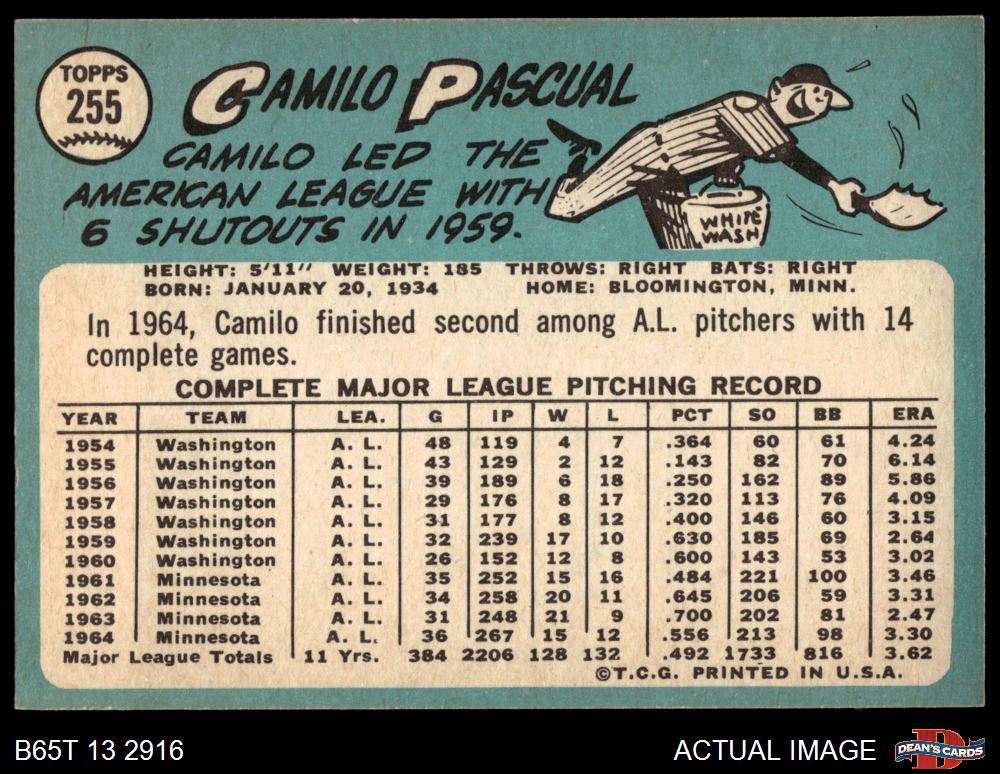 TOPPS
255
CAMILO PASCUAL
CAMILO LED THE
AMERICAN LEAGUE WITH
6 SHUTOUTS IN 1959.
WHITE
WASH
HEIGHT: 5'11" WEIGHT: 185 THROWS: RIGHT BATS: RIGHT
BORN: JANUARY 20, 1934 HOME: BLOOMINGTON, MINN.
In 1964, Camilo finished second among A.L. pitchers with 14
complete games.
COMPLETE MAJOR LEAGUE PITCHING RECORD
YEAR TEAM LEA. G IP W L PCT SO BB ERA
1954 Washington A. L. 48 119 4 7 .364 60 61 4.24
1955 Washington A. L. 43 129 2 12 .143 82 70 6.14
1956 Washington A. L. 39 189 6 18 .250 162 89 5.86
1957 Washington A. L. 29 176 8 17 .320 113 76 4.09
1958 Washington A. L. 31 177 8 12 .400 146 60 3.15
1959 Washington A. L. 32 239 17 10 .630 185 69 2.64
1960 Washington A. L. 26 152 12 8 .600 143 53 3.02
1961 Minnesota A. L. 35 252 15 16 .484 221 100 3.46
1962 Minnesota A. L. 34 258 20 11 .645 206 59 3.31
1963 Minnesota A. L. 31 248 21 9 .700 202 81 2.47
1964 Minnesota A. L. 36 267 15 12 .556 213 98 3.30
Major League Totals 11 Yrs. 384 2206 128 132 .492 1733 816 3.62
©T.C.G. PRINTED IN U.S.A.
B65T 13 2916
ACTUAL IMAGE
DEAN'S CARDS